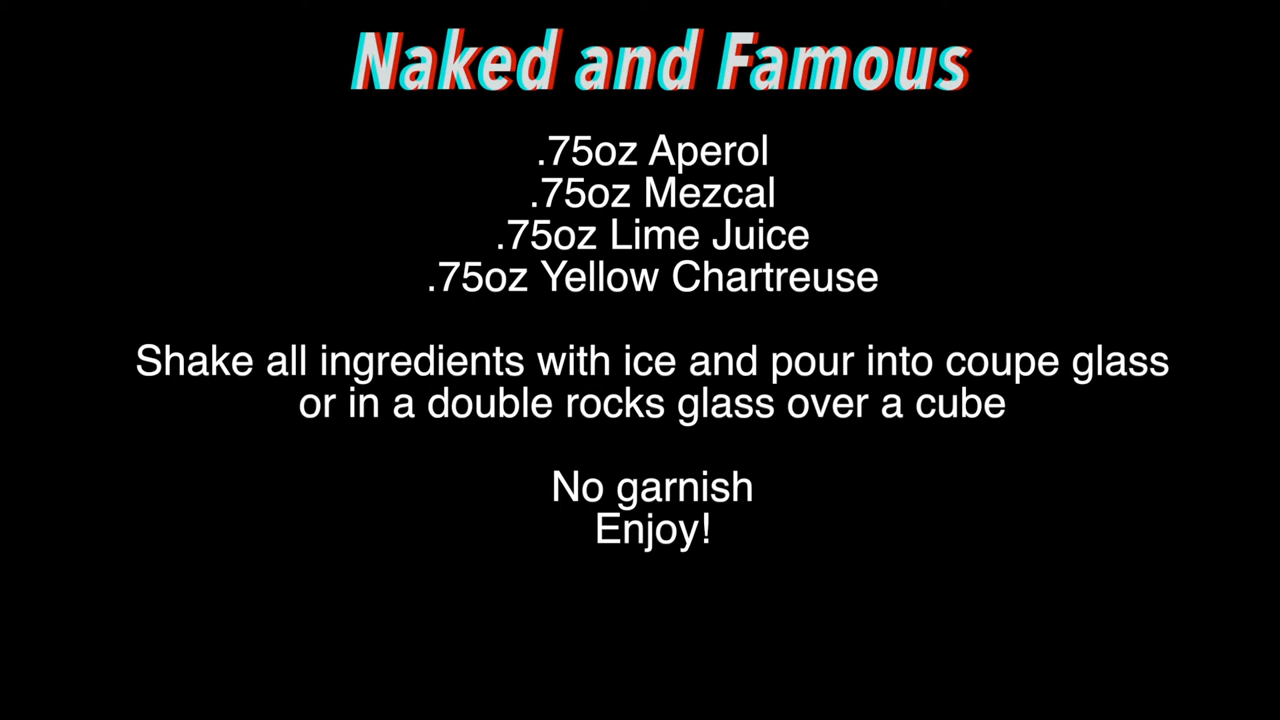 Naked and Famous
.75oz Aperol
.75oz Mezcal
.75oz Lime Juice
.75oz Yellow Chartreuse
Shake all ingredients with ice and pour into coupe glass
or in a double rocks glass over a cube
No garnish
Enjoy!